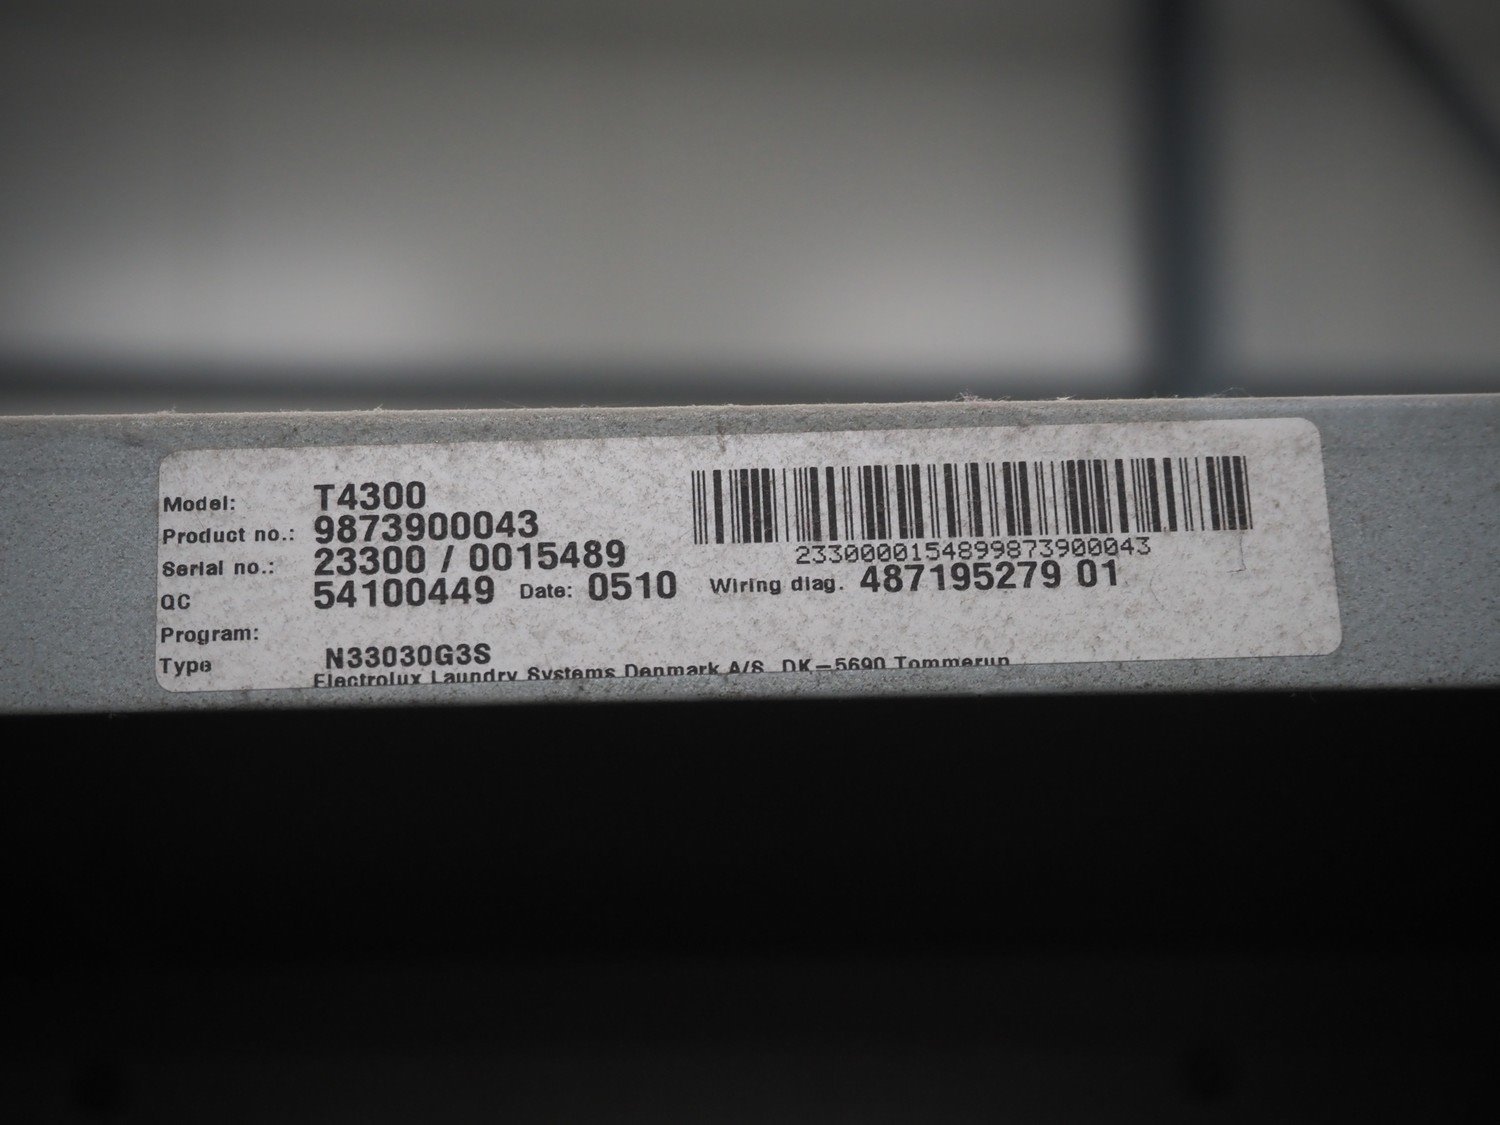 Model: T4300
Product no.: 9873900043
Serial no.: 23300 / 0015489
2330000154899873900043
QC 54100449 Date: 0510 Wiring diag. 487195279 01
Program:
Type N33030G3S
Electrolux Laundry Systems Denmark A/S, DK-5690 Tommerup